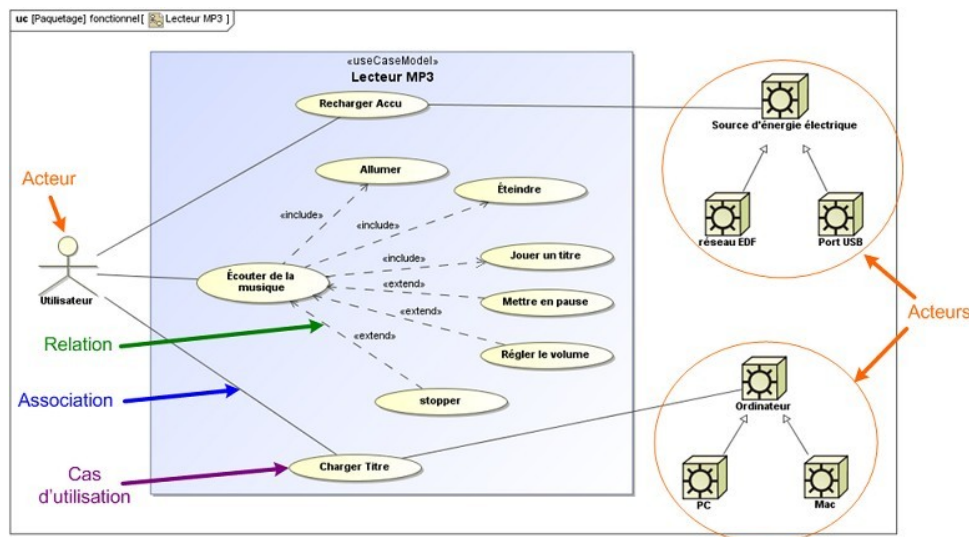 uc [Paquetage] fonctionnel [ Lecteur MP3 ]
«useCaseModel»
Lecteur MP3
Recharger Accu
Source d'énergie électrique
Allumer
Acteur
Éteindre
«include»
«include»
réseau EDF
Port USB
Jouer un titre
«include»
Écouter de la
musique
Utilisateur
«extend»
Mettre en pause
Acteurs
«extend»
Relation
«extend»
Régler le volume
Association
stopper
Ordinateur
Charger Titre
Cas
d'utilisation
PC
Mac